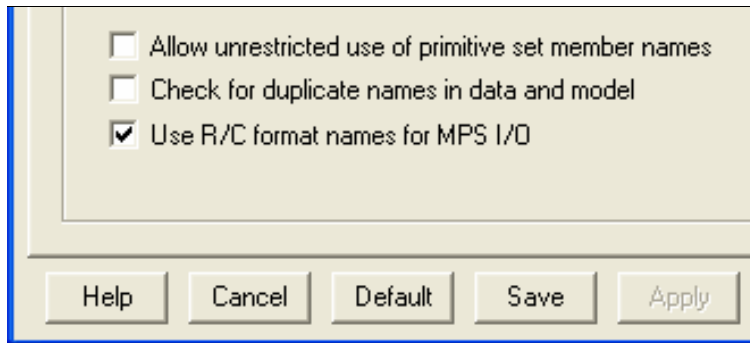 Allow unrestricted use of primitive set member names
Check for duplicate names in data and model
Use R/C format names for MPS I/O
Help Cancel Default Save Apply